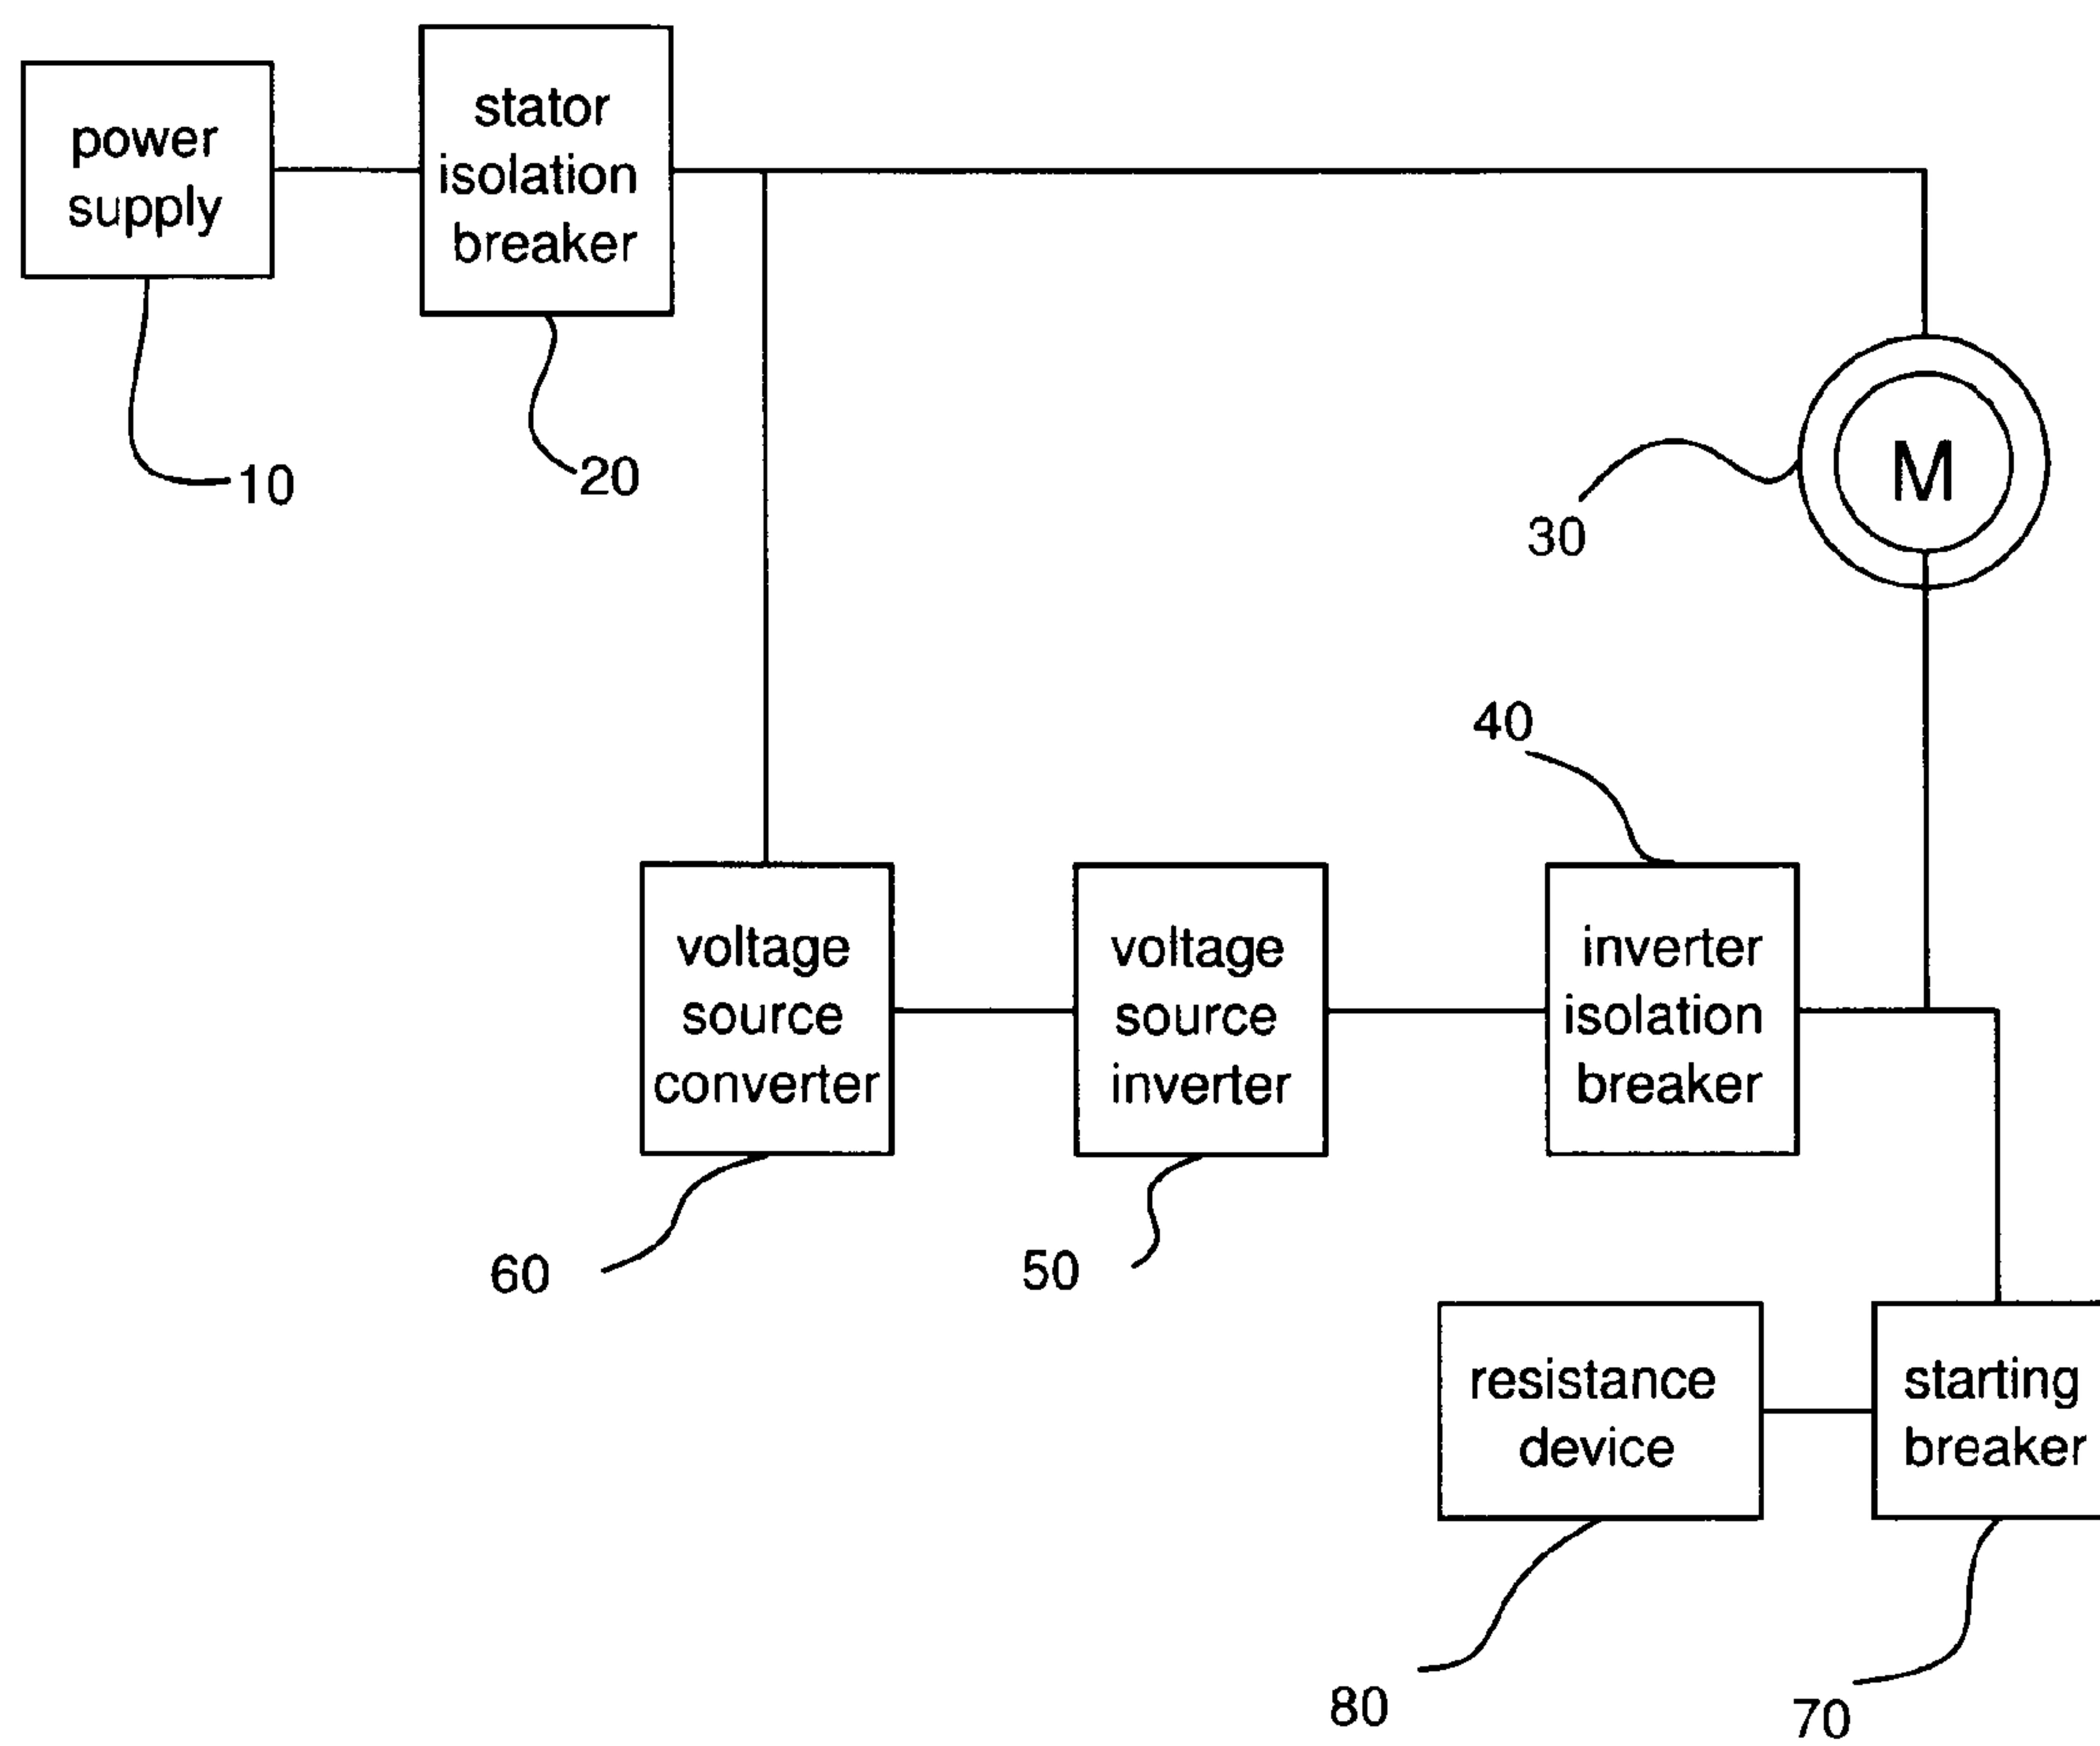 power
supply
stator
isolation
breaker
10
20
M
30
40
voltage
source
converter
voltage
source
inverter
inverter
isolation
breaker
60
50
resistance
device
starting
breaker
80
70